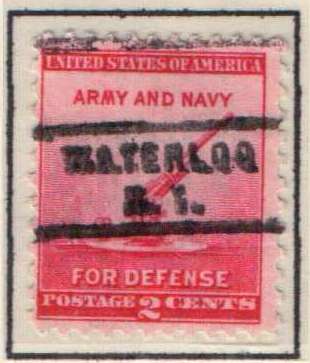 UNITED STATES OF AMERICA
ARMY AND NAVY
WATERLOO
N. Y.
FOR DEFENSE
POSTAGE 2 CENTS